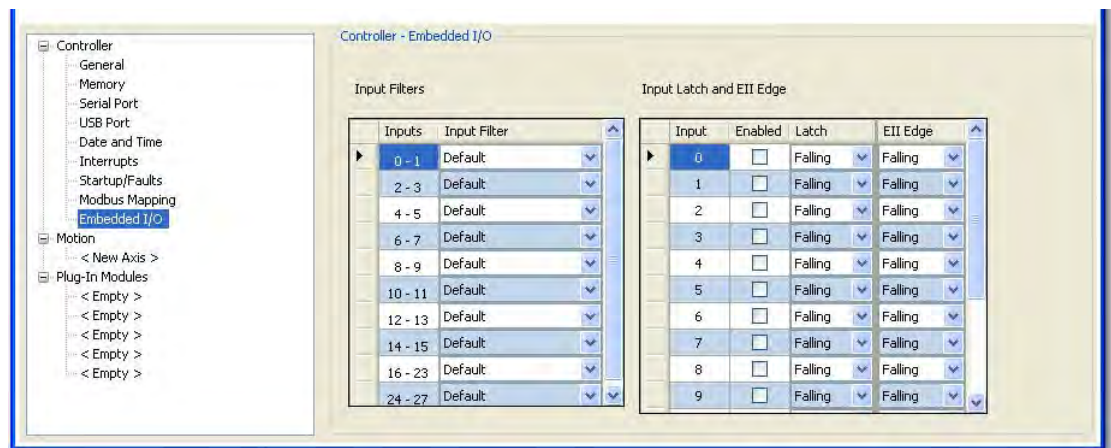 Controller
General
Memory
Serial Port
USB Port
Date and Time
Interrupts
Startup/Faults
Modbus Mapping
Embedded I/O
Motion
< New Axis >
Plug-In Modules
< Empty >
< Empty >
< Empty >
< Empty >
< Empty >
Controller - Embedded I/O
Input Filters
Inputs Input Filter
0 - 1 Default
2 - 3 Default
4 - 5 Default
6 - 7 Default
8 - 9 Default
10 - 11 Default
12 - 13 Default
14 - 15 Default
16 - 23 Default
24 - 27 Default
Input Latch and EII Edge
Input Enabled Latch EII Edge
0 Falling Falling
1 Falling Falling
2 Falling Falling
3 Falling Falling
4 Falling Falling
5 Falling Falling
6 Falling Falling
7 Falling Falling
8 Falling Falling
9 Falling Falling